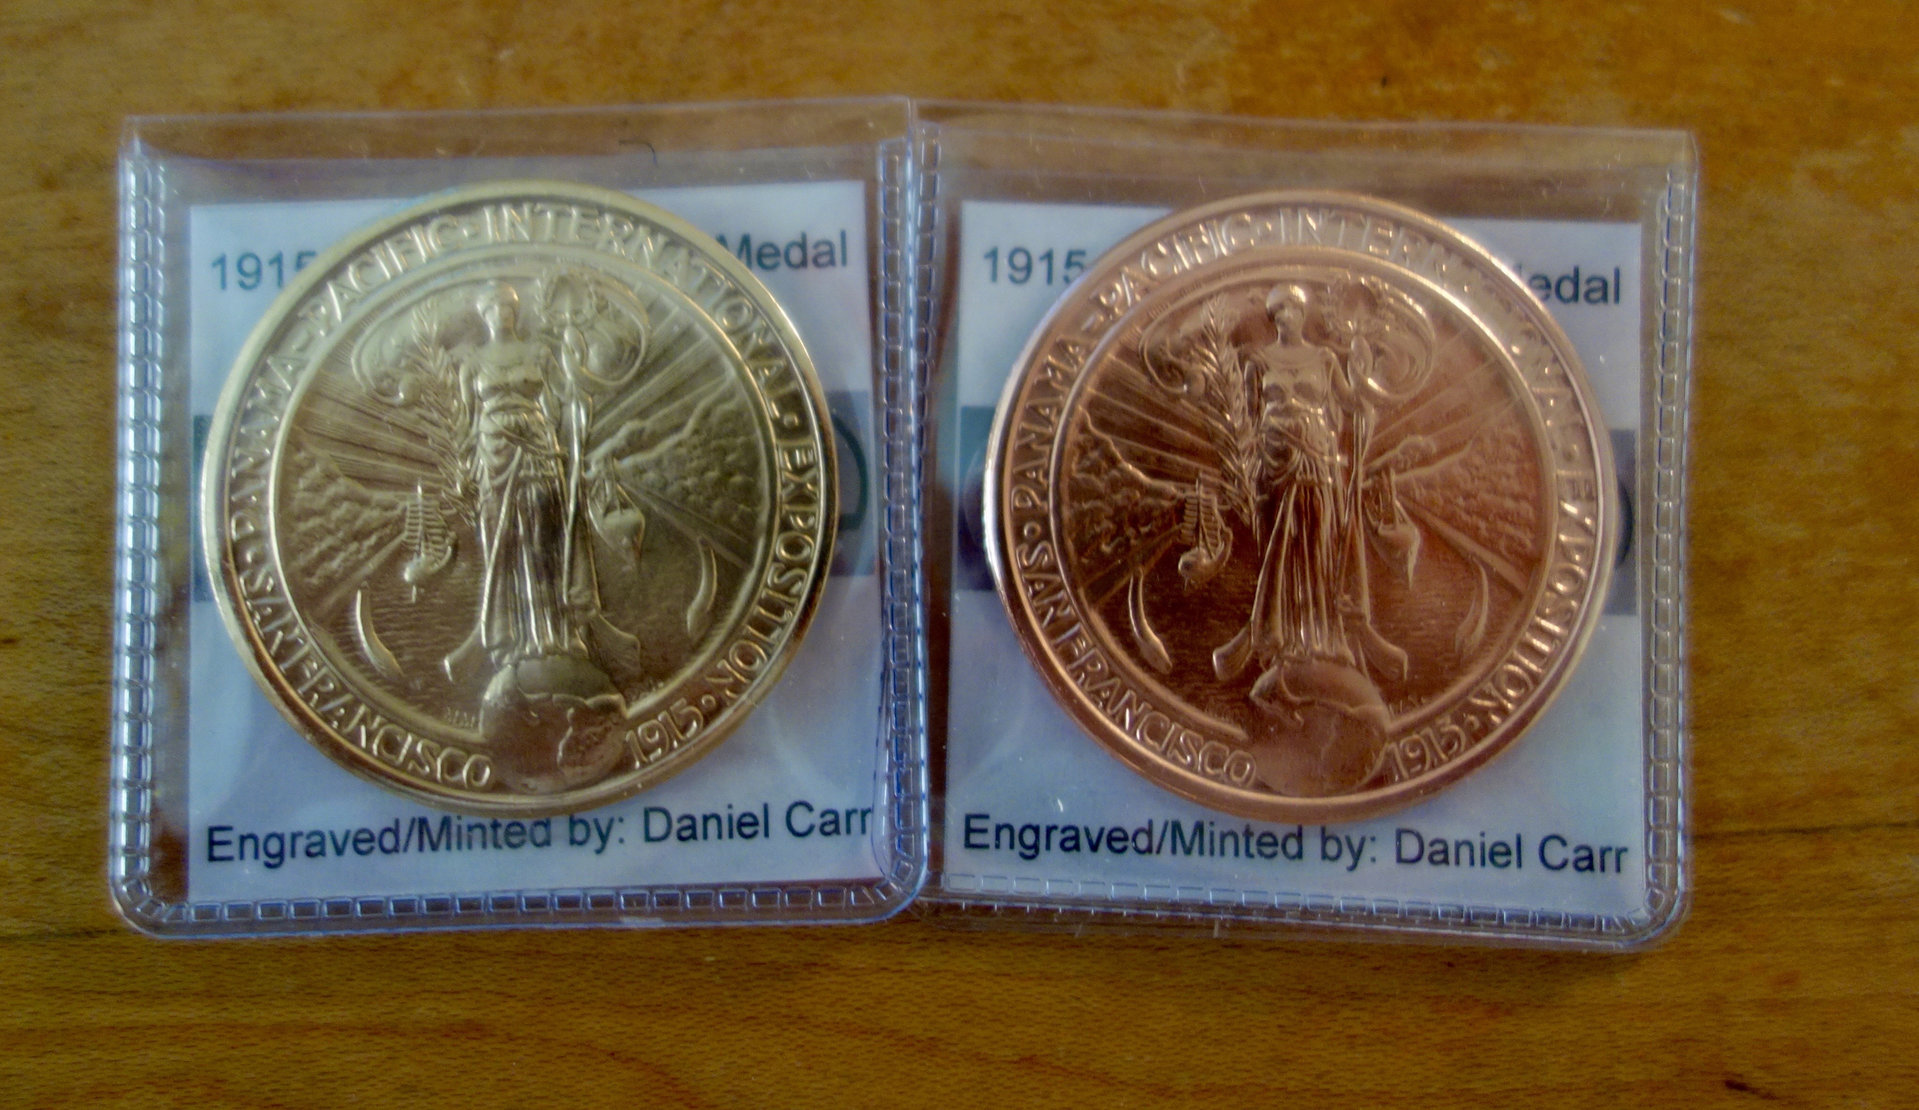 1915
Medal
PANAMA-PACIFIC·INTERNATIONAL·EXPOSITION·
·SAN FRANCISCO
1915·
Engraved/Minted by: Daniel Carr
1915
edal
PANAMA-PACIFIC·INTERNATIONAL·EXPOSITION·
·SAN FRANCISCO
1915·
Engraved/Minted by: Daniel Carr